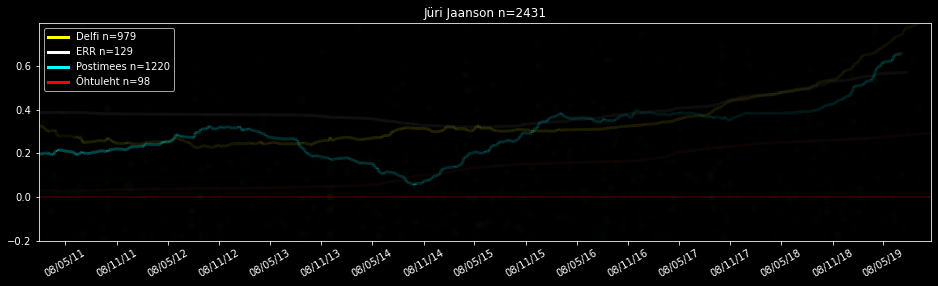 Jüri Jaanson n=2431
Delfi n=979
ERR n=129
Postimees n=1220
Õhtuleht n=98
0.6
0.4
0.2
0.0
−0.2
08/05/11 08/11/11 08/05/12 08/11/12 08/05/13 08/11/13 08/05/14 08/11/14 08/05/15 08/11/15 08/05/16 08/11/16 08/05/17 08/11/17 08/05/18 08/11/18 08/05/19